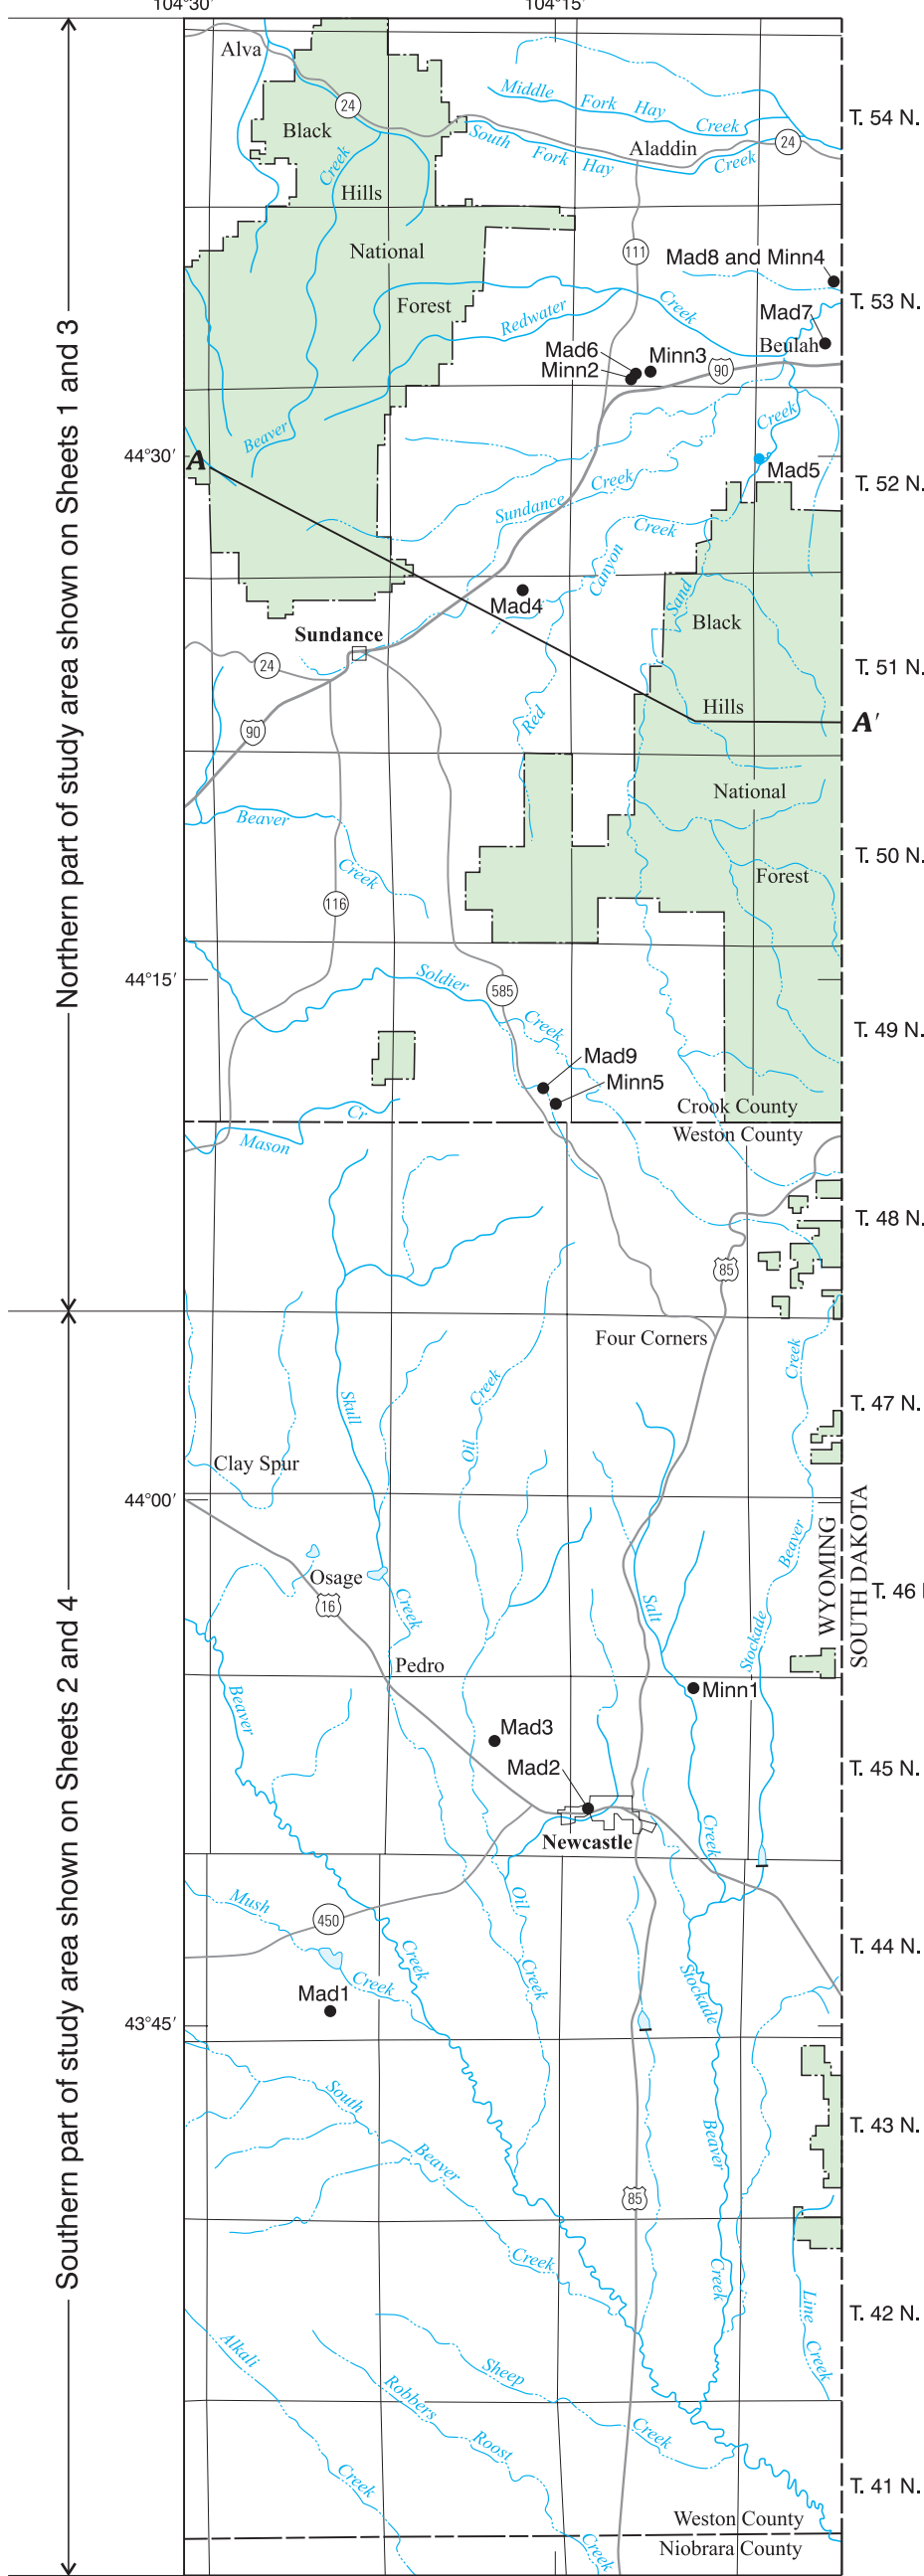 104°30′
104°15′
Alva
24
Middle Fork Hay Creek
T. 54 N.
Black
South Fork Hay Creek
Aladdin
24
Creek
Hills
National
111
Mad8 and Minn4
Forest
Redwater Creek
T. 53 N.
Mad7
Mad6
Minn3
Beulah
Minn2
90
Creek
Beaver
44°30′
A
Mad5
Creek
T. 52 N.
Sundance
Creek
Canyon
Mad4
Sand
Black
Sundance
24
T. 51 N.
Hills
A′
Red
90
National
Beaver
Creek
T. 50 N.
Forest
116
Northern part of study area shown on Sheets 1 and 3
44°15′
Soldier
585
Creek
T. 49 N.
Mad9
Minn5
Crook County
Cr
Mason
Weston County
T. 48 N.
85
Four Corners
Creek
Creek
Skull
T. 47 N.
Oil
Clay Spur
44°00′
WYOMING
SOUTH DAKOTA
Beaver
Osage
16
Creek
Salt
T. 46
Stockade
Pedro
Minn1
Beaver
Mad3
Mad2
T. 45 N.
Newcastle
Creek
Mush
Oil
450
Creek
T. 44 N.
Creek
Creek
Stockade
Mad1
43°45′
Southern part of study area shown on Sheets 2 and 4
South
Beaver
Beaver
T. 43 N.
85
Creek
Creek
Line
T. 42 N.
Alkali
Sheep
Creek
Robbers
Roost
Creek
Creek
T. 41 N.
Weston County
Creek
Niobrara County